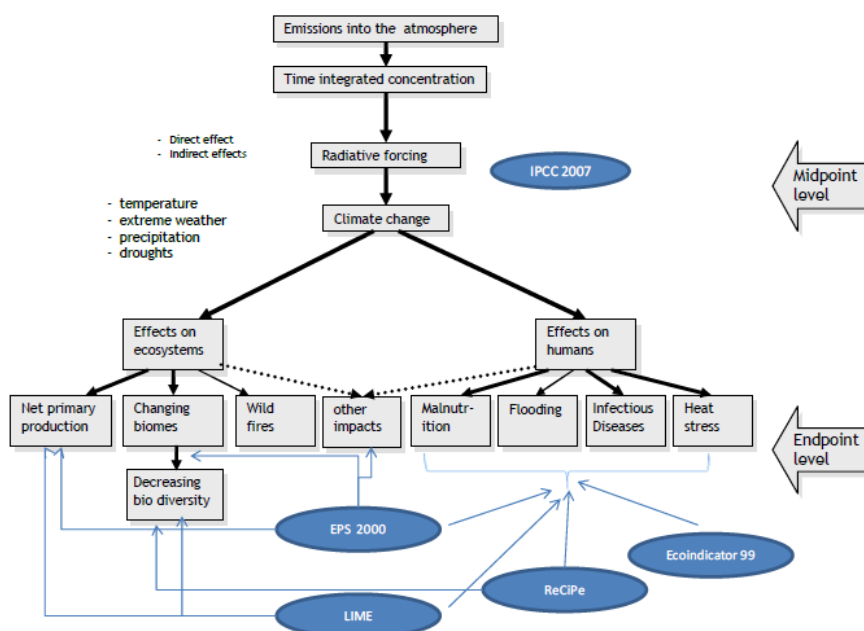 Emissions into the atmosphere
Time integrated concentration
- Direct effect
- Indirect effects
Radiative forcing
IPCC 2007
Midpoint
level
- temperature
- extreme weather
- precipitation
- droughts
Climate change
Effects on
ecosystems
Effects on
humans
Net primary
production
Changing
biomes
Wild
fires
other
impacts
Malnutr-
ition
Flooding
Infectious
Diseases
Heat
stress
Endpoint
level
Decreasing
bio diversity
EPS 2000
Ecoindicator 99
ReCiPe
LIME